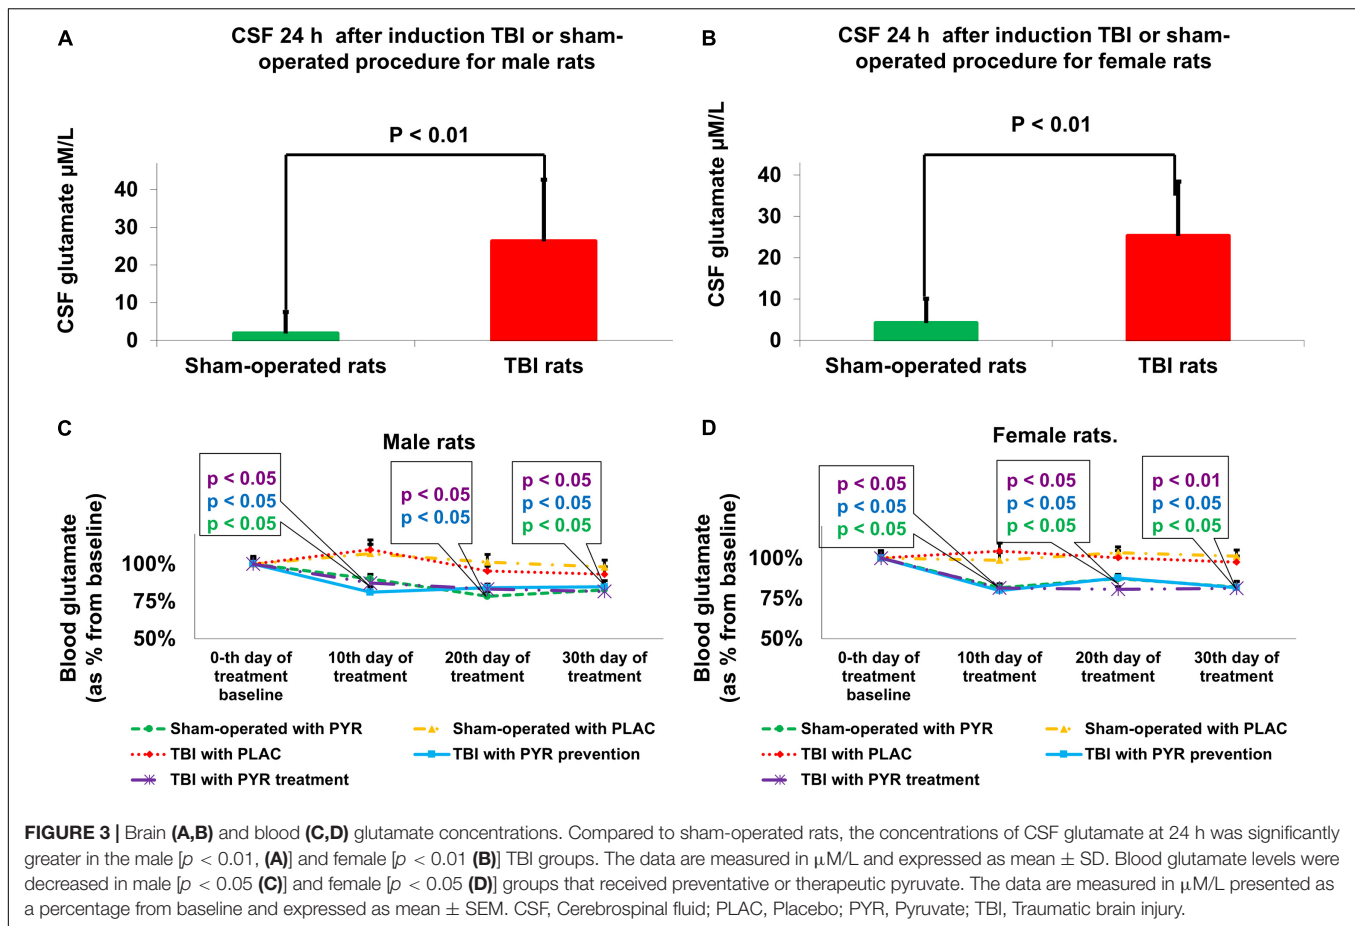 A
CSF 24 h after induction TBI or sham-
operated procedure for male rats
P < 0.01
CSF glutamate µM/L
40
30
20
10
0
Sham-operated rats
TBI rats
B
CSF 24 h after induction TBI or sham-
operated procedure for female rats
P < 0.01
CSF glutamate µM/L
40
30
20
10
0
Sham-operated rats
TBI rats
C
Male rats
p < 0.05
p < 0.05
p < 0.05
p < 0.05
p < 0.05
p < 0.05
p < 0.05
p < 0.05
Blood glutamate
(as % from baseline)
100%
75%
50%
0-th day of
treatment
baseline
10th day of
treatment
20th day of
treatment
30th day of
treatment
Sham-operated with PYR
Sham-operated with PLAC
TBI with PLAC
TBI with PYR prevention
TBI with PYR treatment
D
Female rats.
p < 0.05
p < 0.05
p < 0.05
p < 0.05
p < 0.05
p < 0.05
p < 0.01
p < 0.05
p < 0.05
Blood glutamate
(as % from baseline)
100%
75%
50%
0-th day of
treatment
baseline
10th day of
treatment
20th day of
treatment
30th day of
treatment
Sham-operated with PYR
Sham-operated with PLAC
TBI with PLAC
TBI with PYR prevention
TBI with PYR treatment
FIGURE 3 | Brain (A,B) and blood (C,D) glutamate concentrations. Compared to sham-operated rats, the concentrations of CSF glutamate at 24 h was significantly
greater in the male [p < 0.01, (A)] and female [p < 0.01 (B)] TBI groups. The data are measured in µM/L and expressed as mean ± SD. Blood glutamate levels were
decreased in male [p < 0.05 (C)] and female [p < 0.05 (D)] groups that received preventative or therapeutic pyruvate. The data are measured in µM/L presented as
a percentage from baseline and expressed as mean ± SEM. CSF, Cerebrospinal fluid; PLAC, Placebo; PYR, Pyruvate; TBI, Traumatic brain injury.